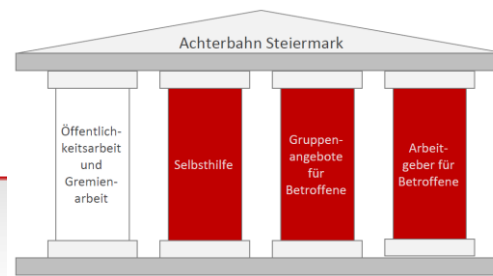 Achterbahn Steiermark
Öffentlich-
keitsarbeit
und
Gremien-
arbeit
Selbsthilfe
Gruppen-
angebote
für
Betroffene
Arbeit-
geber für
Betroffene